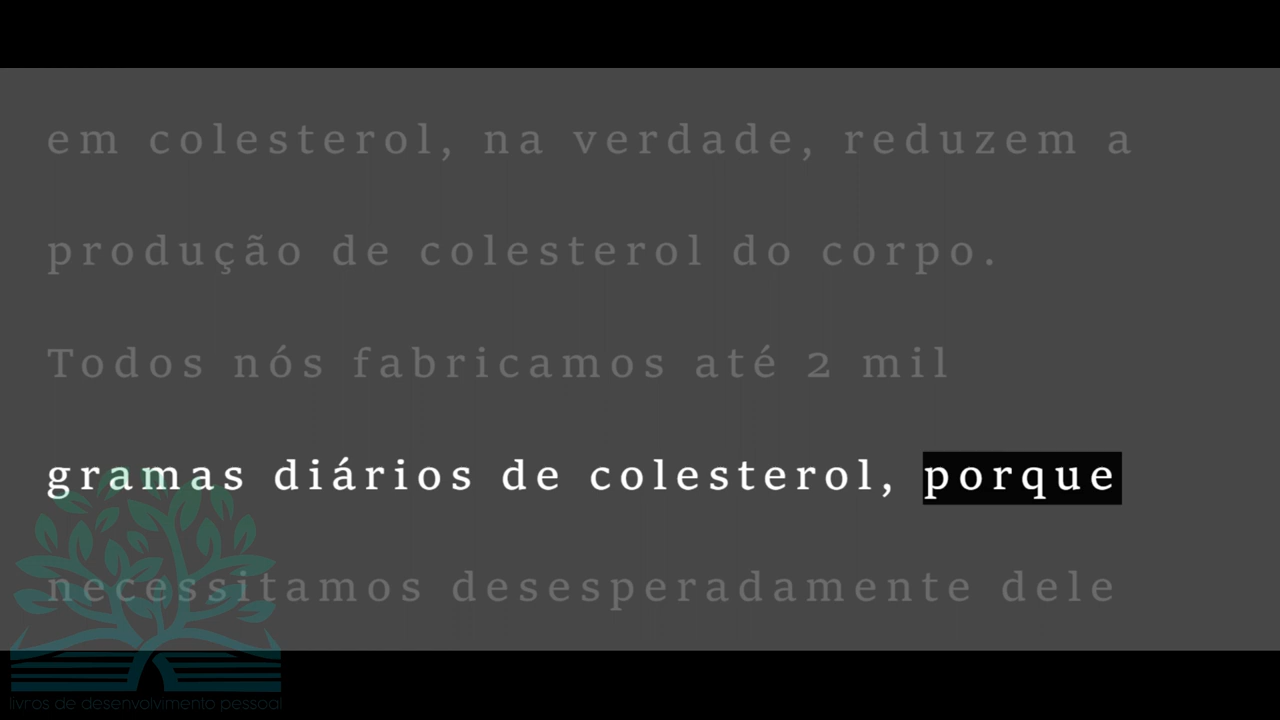 em colesterol, na verdade, reduzem a
produção de colesterol do corpo.
Todos nós fabricamos até 2 mil
gramas diários de colesterol, porque
necessitamos desesperadamente dele
livros de desenvolvimento pessoal